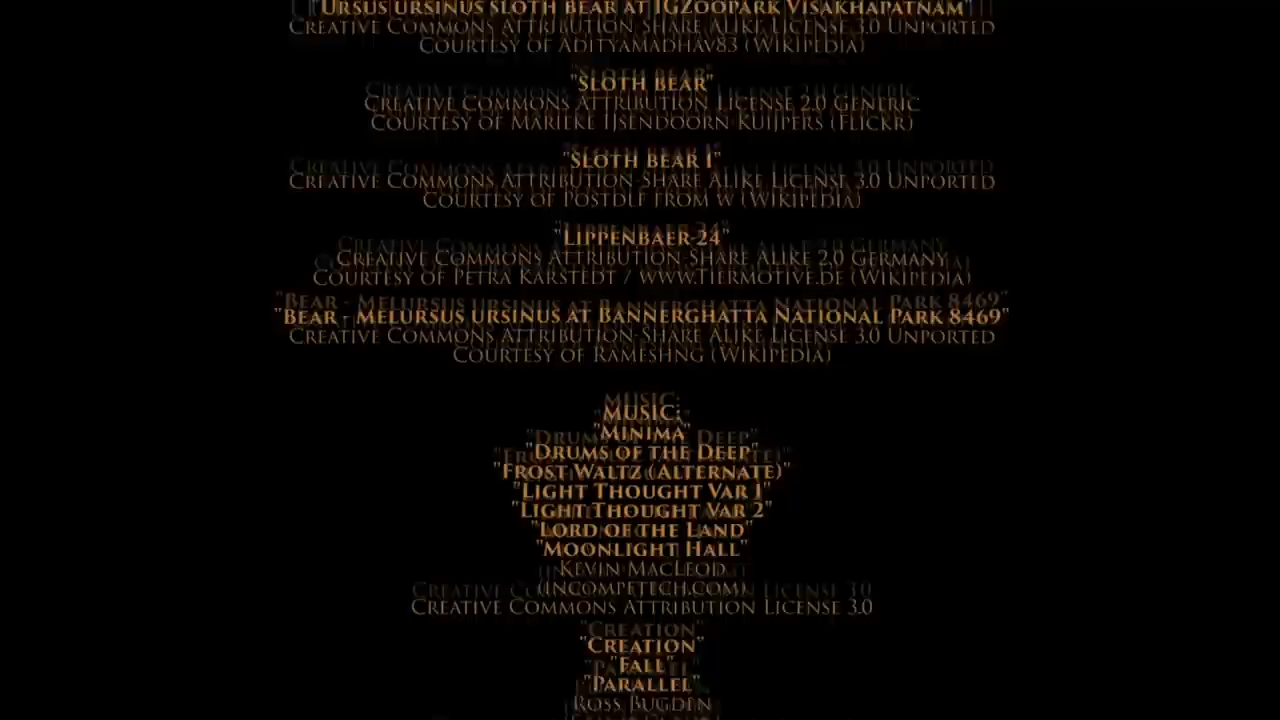 "Ursus ursinus sloth bear at IGZoopark Visakhapatnam"
Creative Commons Attribution-Share Alike License 3.0 Unported
Courtesy of Adityamadhav83 (Wikipedia)
"Sloth bear"
Creative Commons Attribution License 2.0 Generic
Courtesy of Marieke IJsendoorn-Kuijpers (Flickr)
"Sloth bear 1"
Creative Commons Attribution-Share Alike License 3.0 Unported
Courtesy of Postdlf from w (Wikipedia)
"Lippenbaer-24"
Creative Commons Attribution-Share Alike 2.0 Germany
Courtesy of Petra Karstedt / www.Tiermotive.de (Wikipedia)
"Bear - Melursus ursinus at Bannerghatta National Park 8469"
Creative Commons Attribution-Share Alike License 3.0 Unported
Courtesy of Rameshng (Wikipedia)
MUSIC:
"Minima"
"Drums of the Deep"
"Frost Waltz (Alternate)"
"Light Thought Var 1"
"Light Thought Var 2"
"Lord of the Land"
"Moonlight Hall"
Kevin MacLeod
(incompetech.com)
Creative Commons Attribution License 3.0
"Creation"
"Fall"
"Parallel"
Ross Bugden